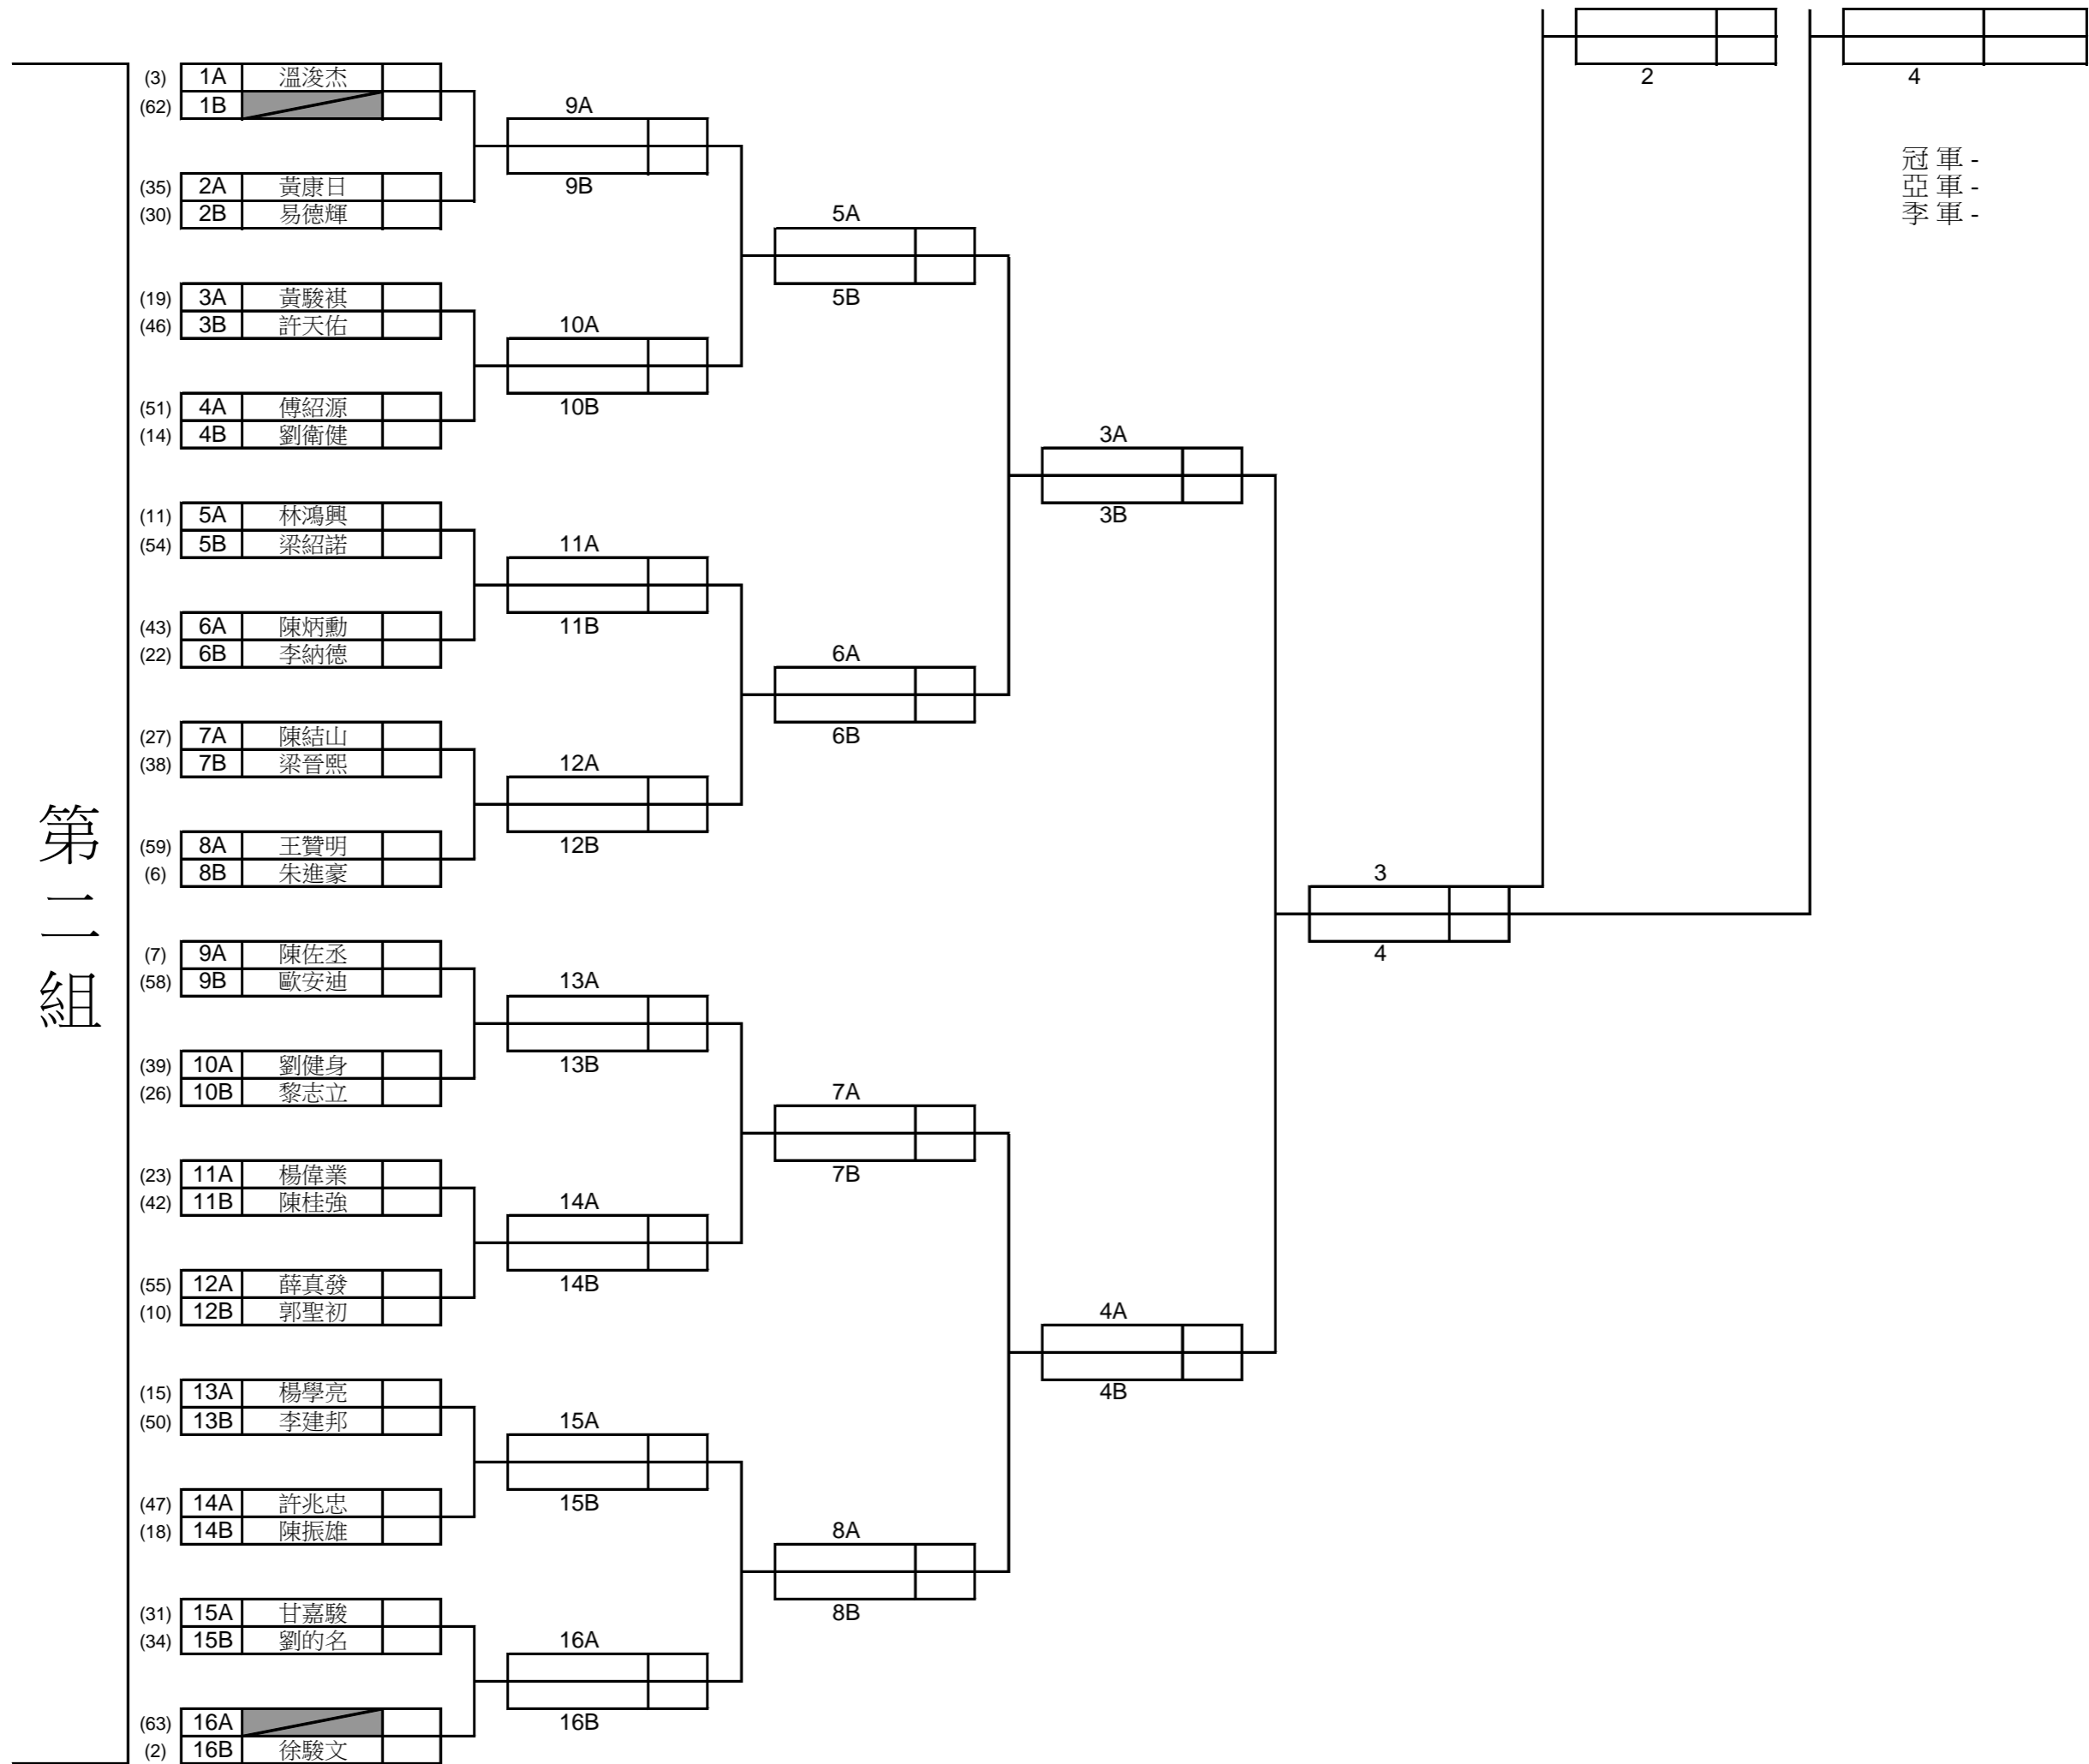 2
4
冠 軍 -
亞 軍 -
季 軍 -
第二組
(3) 1A 溫浚杰
(62) 1B
9A
9B
(35) 2A 黃康日
(30) 2B 易德輝
5A
5B
(19) 3A 黃駿祺
(46) 3B 許天佑
10A
10B
(51) 4A 傅紹源
(14) 4B 劉衛健
3A
3B
(11) 5A 林鴻興
(54) 5B 梁紹諾
11A
11B
(43) 6A 陳炳勳
(22) 6B 李納德
6A
6B
(27) 7A 陳結山
(38) 7B 梁晉熙
12A
12B
(59) 8A 王贊明
(6) 8B 朱進豪
3
4
(7) 9A 陳佐丞
(58) 9B 歐安迪
13A
13B
(39) 10A 劉健身
(26) 10B 黎志立
7A
7B
(23) 11A 楊偉業
(42) 11B 陳桂強
14A
14B
(55) 12A 薛真發
(10) 12B 郭聖初
4A
4B
(15) 13A 楊學亮
(50) 13B 李建邦
15A
15B
(47) 14A 許兆忠
(18) 14B 陳振雄
8A
8B
(31) 15A 甘嘉駿
(34) 15B 劉的名
16A
16B
(63) 16A
(2) 16B 徐駿文